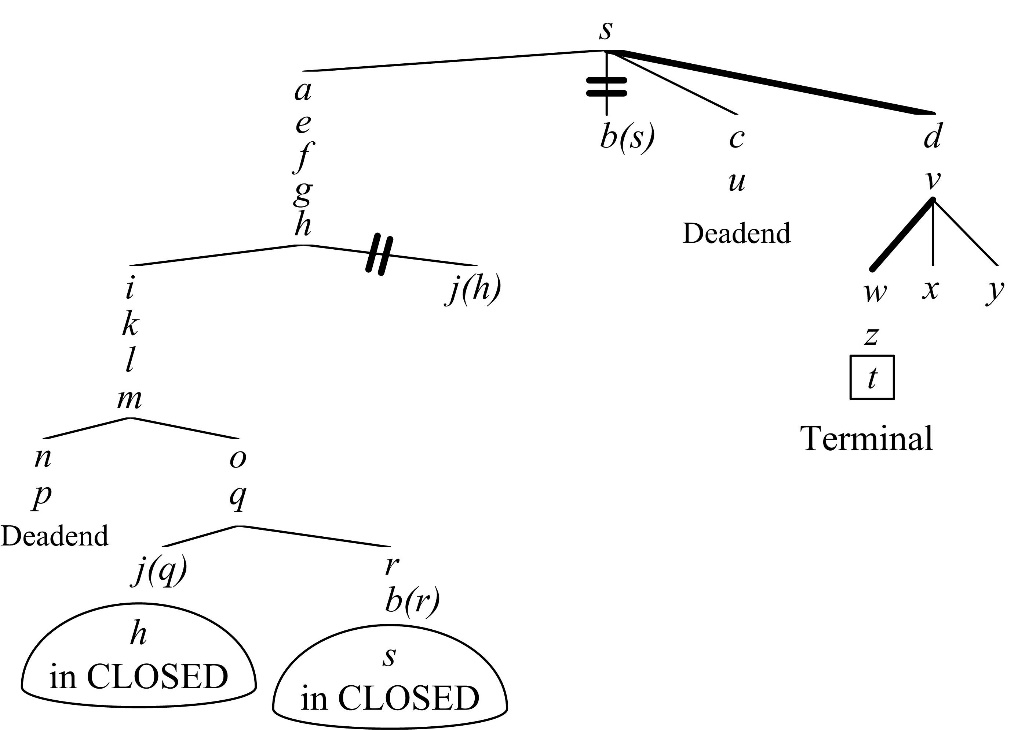 s
a
e
f
g
h
b(s)
c
u
Deadend
d
v
i
k
l
m
j(h)
w
x
y
z
t
Terminal
n
p
Deadend
o
q
j(q)
h
in CLOSED
r
b(r)
s
in CLOSED